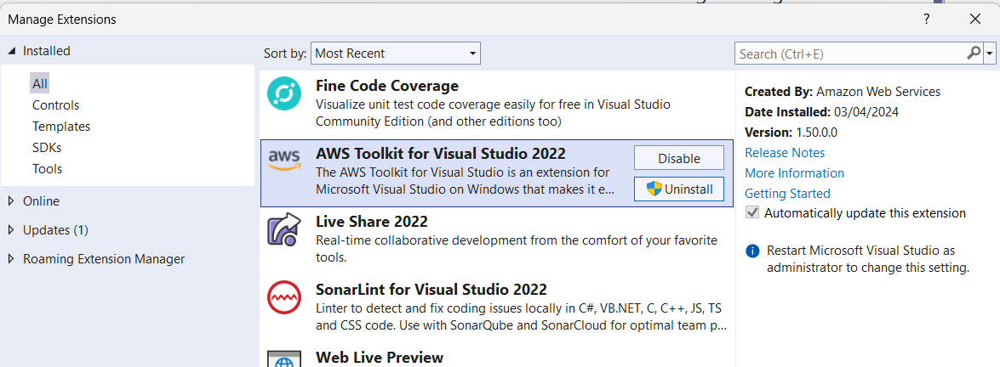 Manage Extensions
?
Installed
All
Controls
Templates
SDKs
Tools
Online
Updates (1)
Roaming Extension Manager
Sort by: Most Recent
Fine Code Coverage
Visualize unit test code coverage easily for free in Visual Studio
Community Edition (and other editions too)
aws
AWS Toolkit for Visual Studio 2022
The AWS Toolkit for Visual Studio is an extension for
Microsoft Visual Studio on Windows that makes it e...
Disable
Uninstall
Live Share 2022
Real-time collaborative development from the comfort of your favorite
tools.
SonarLint for Visual Studio 2022
Linter to detect and fix coding issues locally in C#, VB.NET, C, C++, JS, TS
and CSS code. Use with SonarQube and SonarCloud for optimal team p...
Web Live Preview
Search (Ctrl+E)
Created By: Amazon Web Services
Date Installed: 03/04/2024
Version: 1.50.0.0
Release Notes
More Information
Getting Started
Automatically update this extension
Restart Microsoft Visual Studio as
administrator to change this setting.